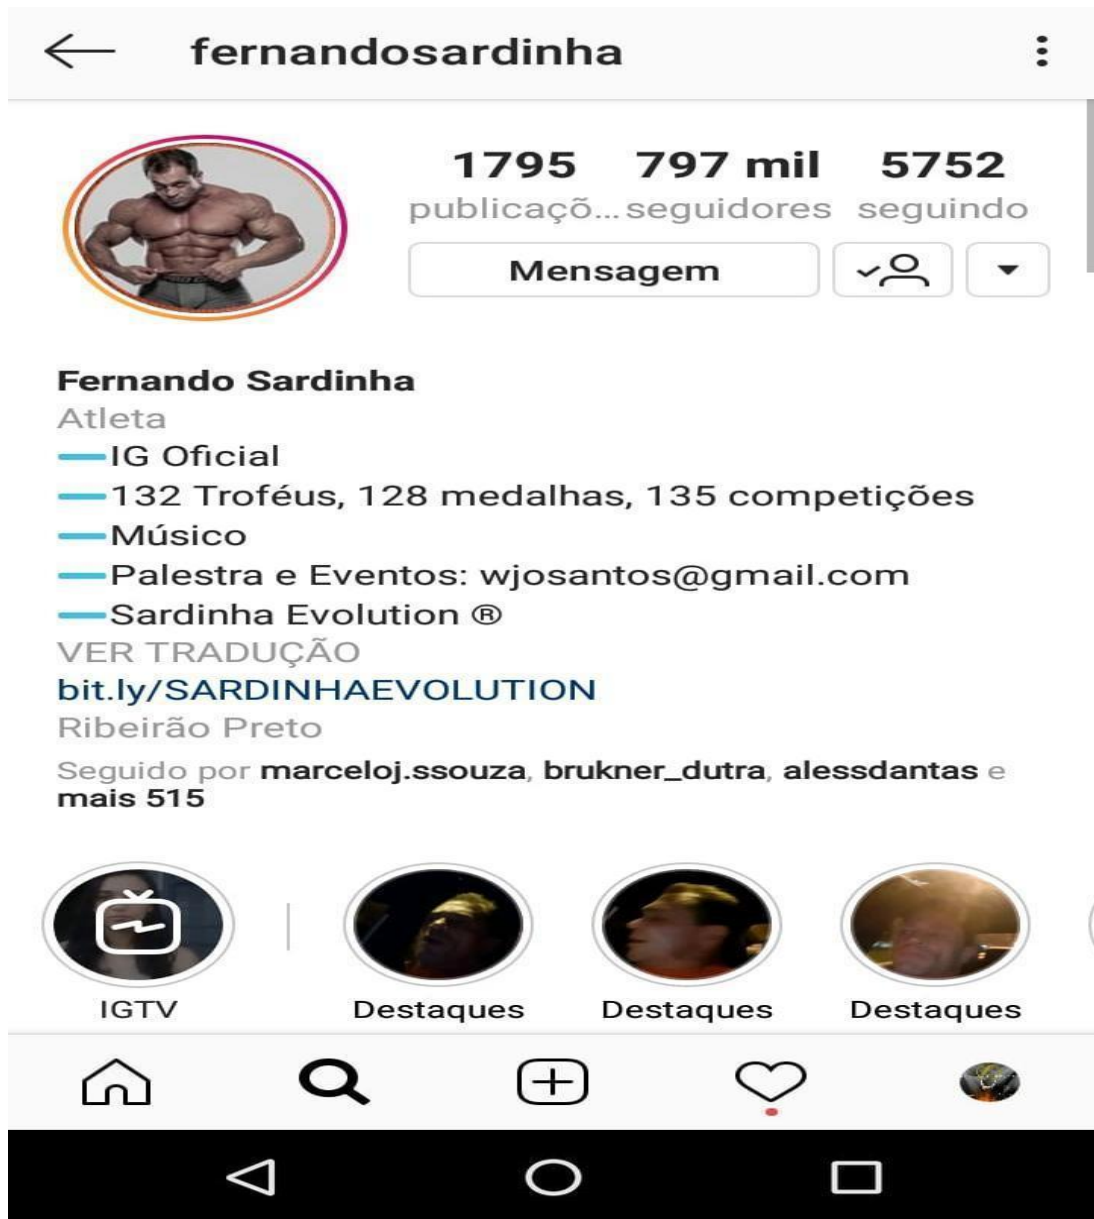 fernandosardinha
1795 797 mil 5752
publicaçõ... seguidores seguindo
Mensagem
Fernando Sardinha
Atleta
IG Oficial
132 Troféus, 128 medalhas, 135 competições
Músico
Palestra e Eventos: wjosantos@gmail.com
Sardinha Evolution ®
VER TRADUÇÃO
bit.ly/SARDINHAEVOLUTION
Ribeirão Preto
Seguido por marceloj.ssouza, brukner_dutra, alessdantas e
mais 515
IGTV Destaques Destaques Destaques